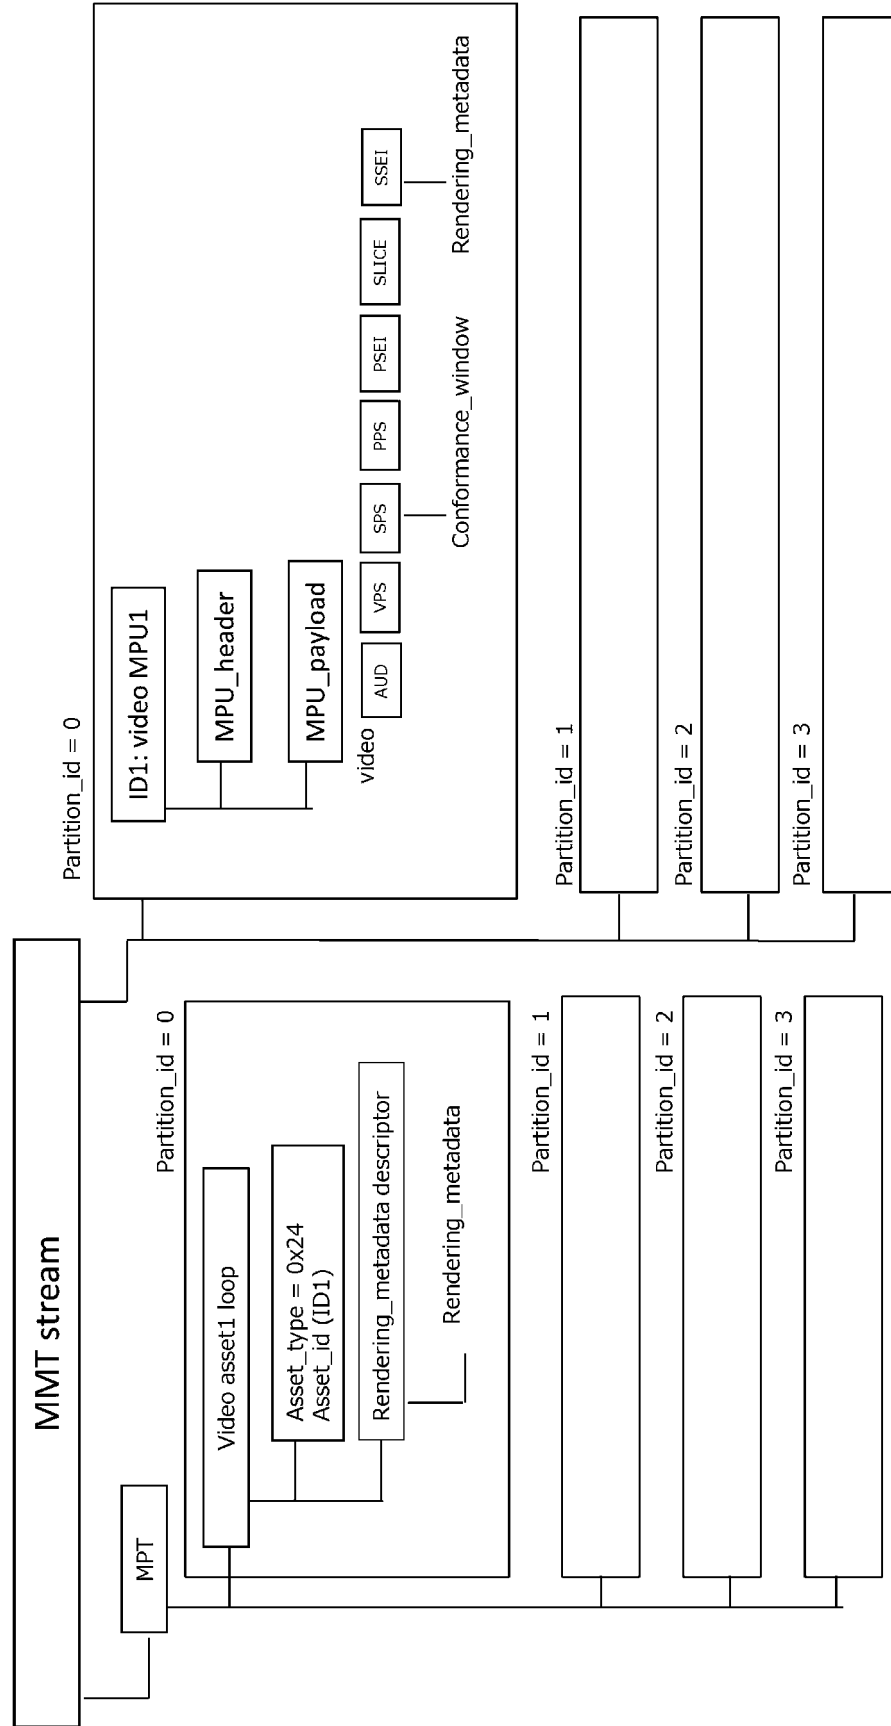 MMT stream
MPT
Partition_id = 0
Video asset1 loop
Asset_type = 0x24
Asset_id (ID1)
Rendering_metadata descriptor
Rendering_metadata
Partition_id = 1
Partition_id = 2
Partition_id = 3
Partition_id = 0
ID1: video MPU1
MPU_header
MPU_payload
video
AUD
VPS
SPS
PPS
PSEI
SLICE
SSEI
Conformance_window
Rendering_metadata
Partition_id = 1
Partition_id = 2
Partition_id = 3